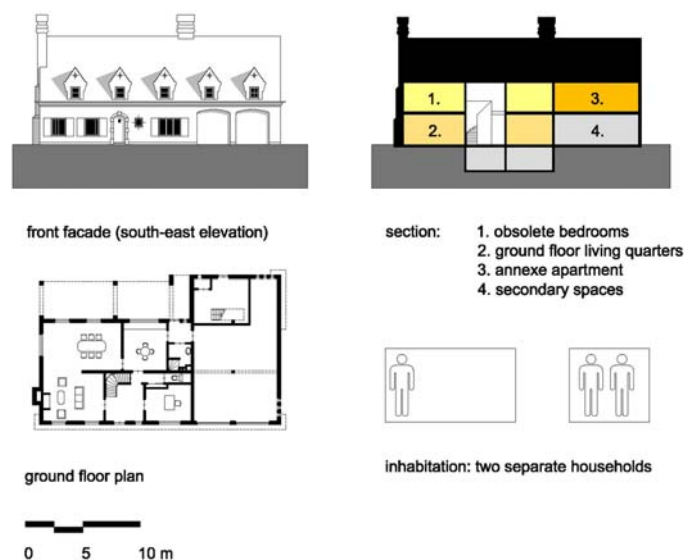 1.
3.
2.
4.
front facade (south-east elevation)
section: 1. obsolete bedrooms
2. ground floor living quarters
3. annexe apartment
4. secondary spaces
ground floor plan
inhabitation: two separate households
0 5 10 m